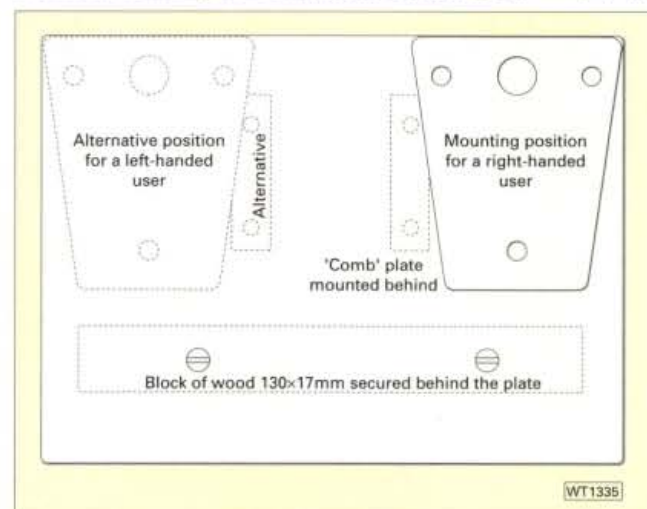 Alternative position
for a left-handed
user
Alternative
Mounting position
for a right-handed
user
'Comb' plate
mounted behind
Block of wood 130×17mm secured behind the plate
WT1335